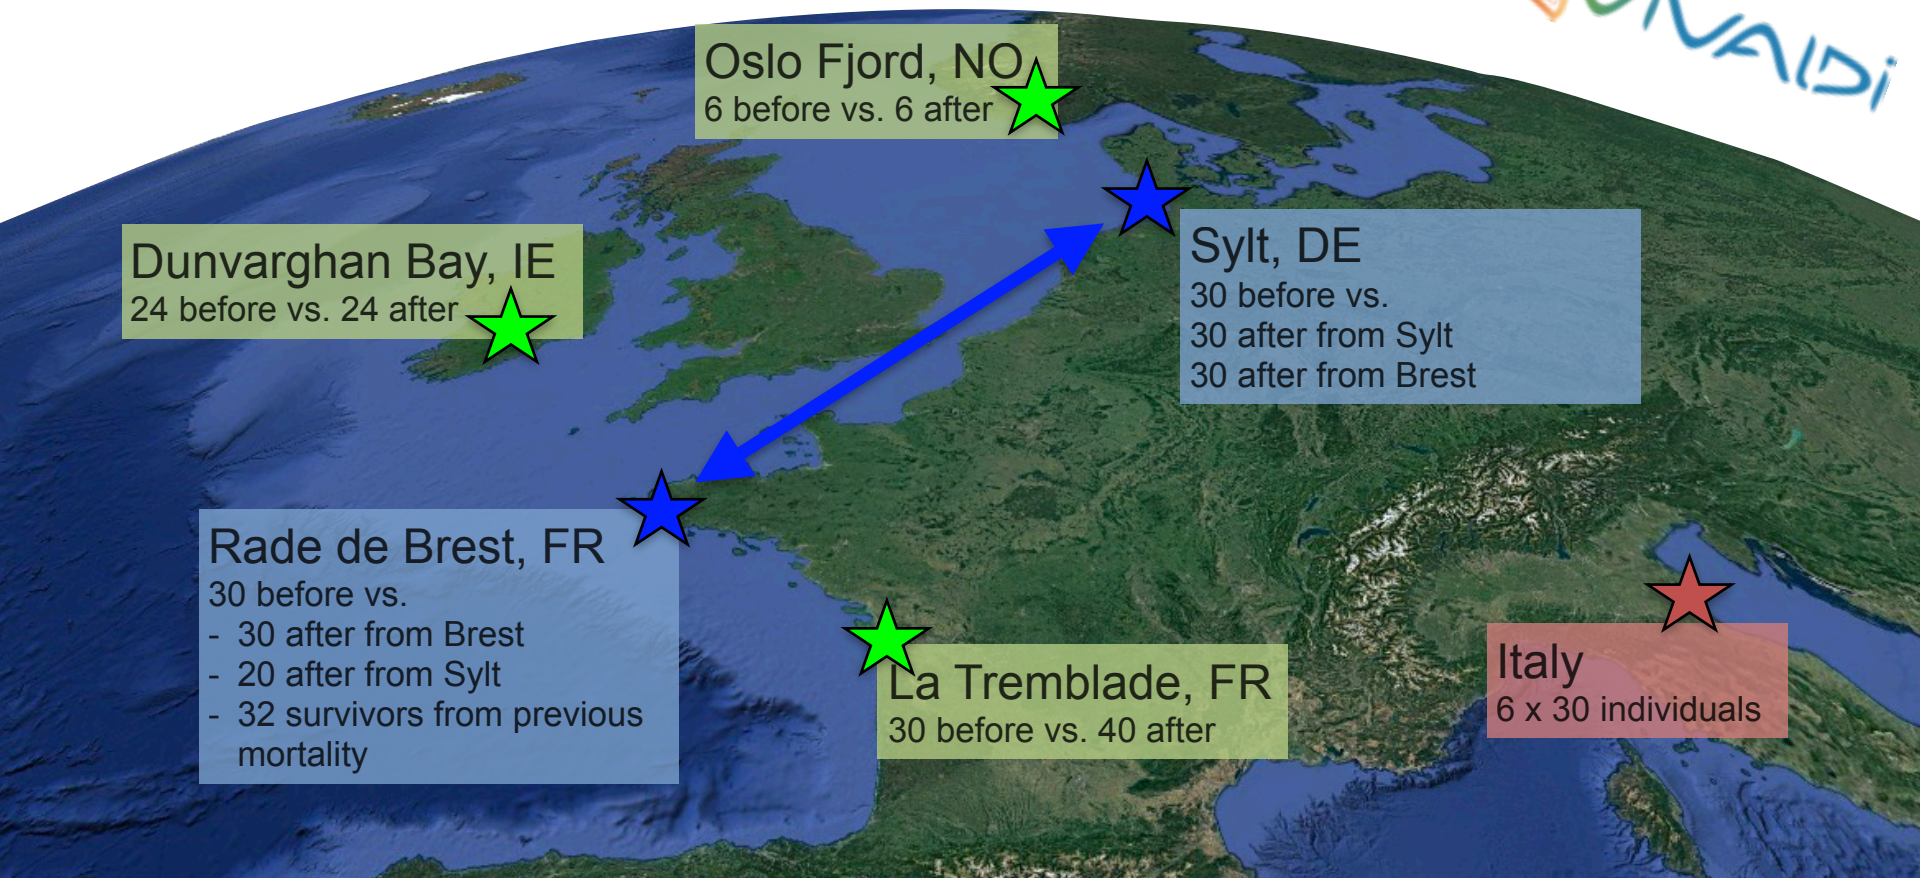 Oslo Fjord, NO
6 before vs. 6 after
Dunvarghan Bay, IE
24 before vs. 24 after
Sylt, DE
30 before vs.
30 after from Sylt
30 after from Brest
Rade de Brest, FR
30 before vs.
- 30 after from Brest
- 20 after from Sylt
- 32 survivors from previous
mortality
La Tremblade, FR
30 before vs. 40 after
Italy
6 x 30 individuals